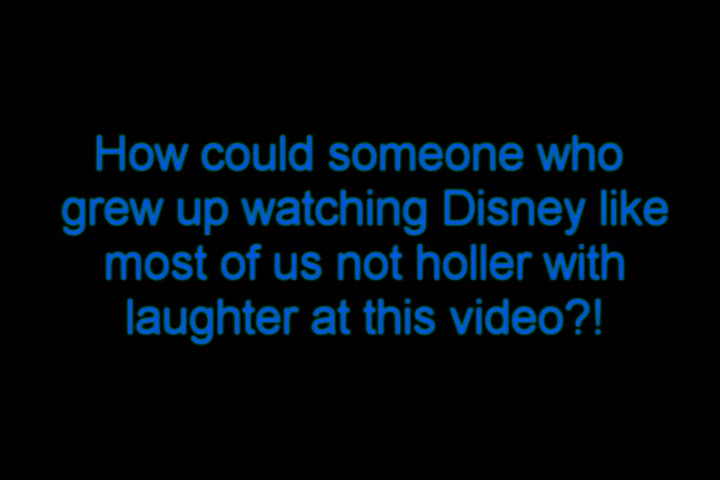 How could someone who
grew up watching Disney like
most of us not holler with
laughter at this video?!